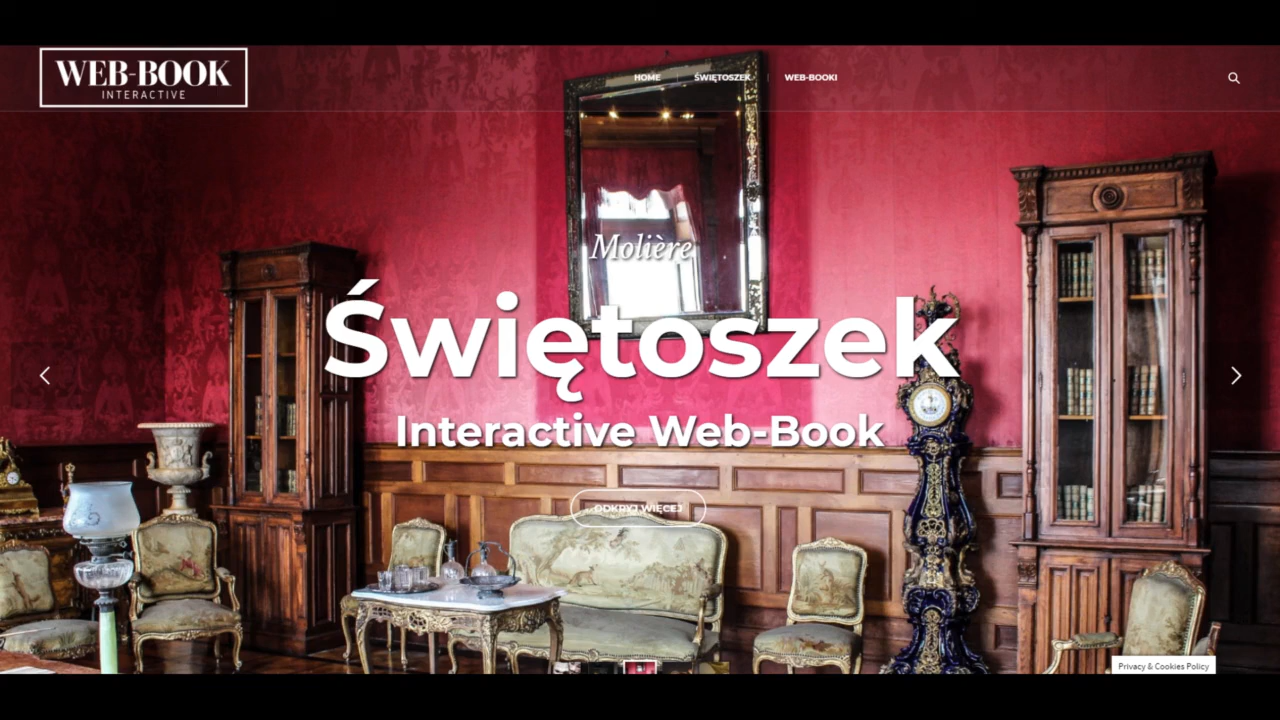 WEB-BOOK
INTERACTIVE
HOME
ŚWIĘTOSZEK
WEB-BOOKI
Molière
Świętoszek
Interactive Web-Book
ODKRYJ WIĘCEJ
Privacy & Cookies Policy